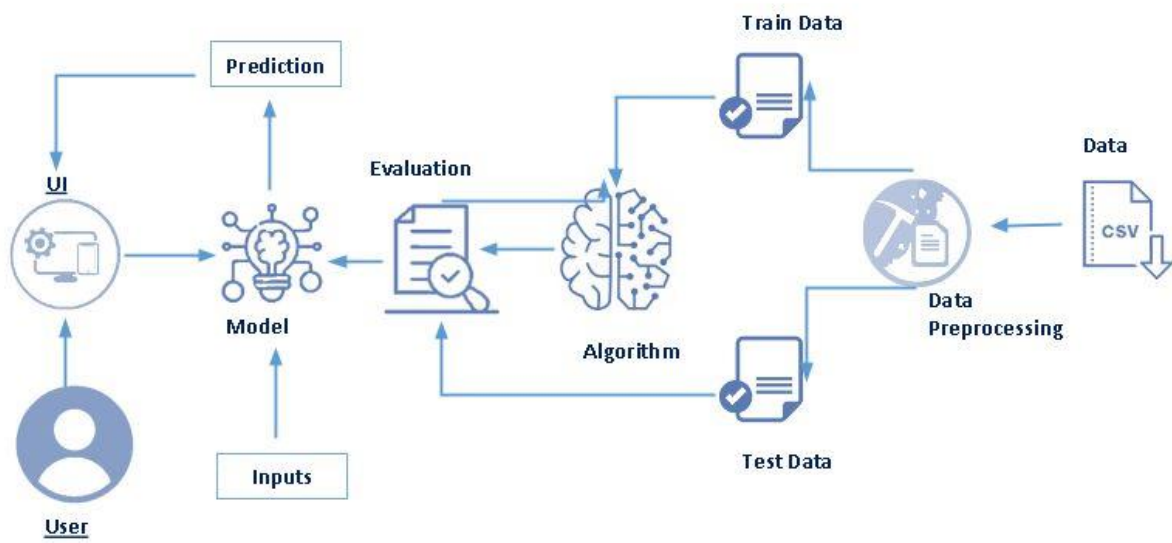 Train Data
Prediction
Data
Evaluation
UI
CSV
Data
Preprocessing
Model
Algorithm
Test Data
Inputs
User